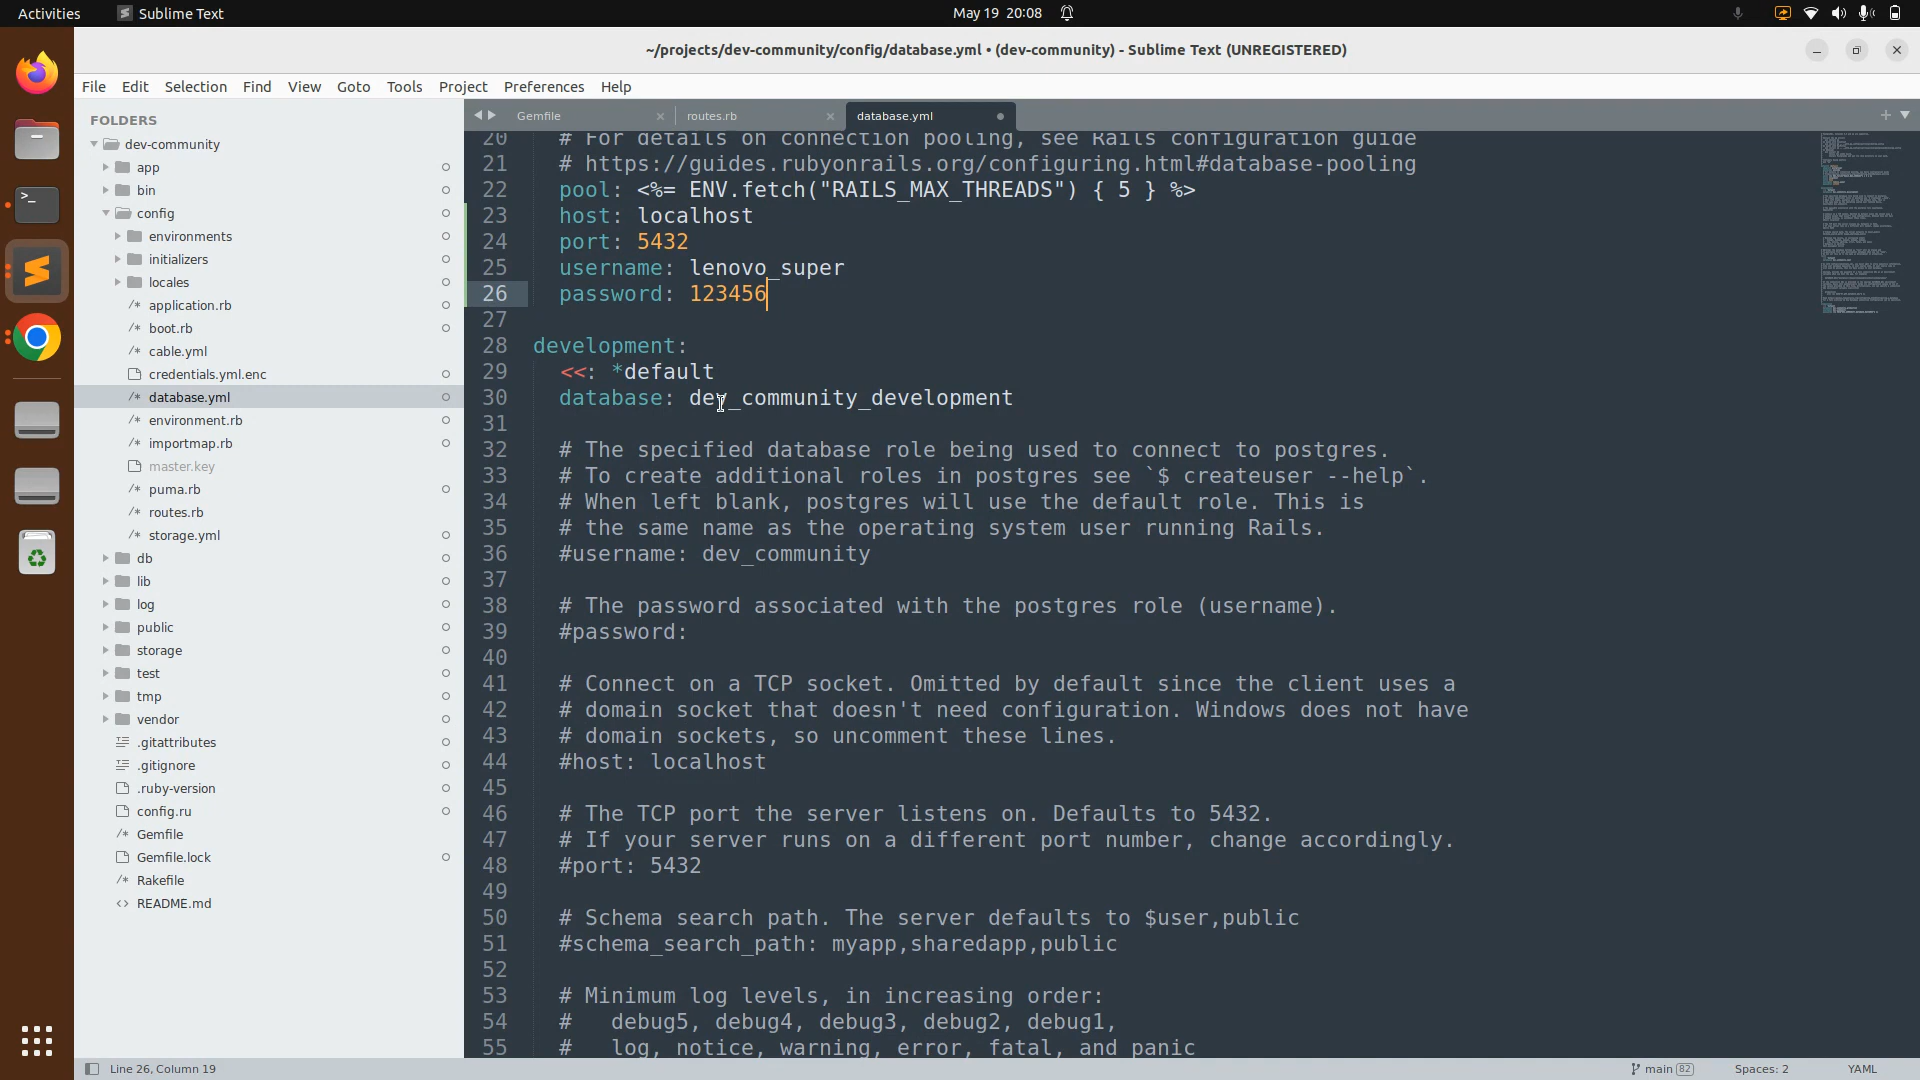 Activities
Sublime Text
May 19 20:08
~/projects/dev-community/config/database.yml • (dev-community) - Sublime Text (UNREGISTERED)
File Edit Selection Find View Goto Tools Project Preferences Help
FOLDERS
dev-community
app
bin
config
environments
initializers
locales
application.rb
boot.rb
cable.yml
credentials.yml.enc
database.yml
environment.rb
importmap.rb
master.key
puma.rb
routes.rb
storage.yml
db
lib
log
public
storage
test
tmp
vendor
.gitattributes
.gitignore
.ruby-version
config.ru
Gemfile
Gemfile.lock
Rakefile
README.md
Gemfile
routes.rb
database.yml
20 # For details on connection pooling, see Rails configuration guide
21 # https://guides.rubyonrails.org/configuring.html#database-pooling
22 pool: <%= ENV.fetch("RAILS_MAX_THREADS") { 5 } %>
23 host: localhost
24 port: 5432
25 username: lenovo_super
26 password: 123456
27
28 development:
29 <<: *default
30 database: dev_community_development
31
32 # The specified database role being used to connect to postgres.
33 # To create additional roles in postgres see `$ createuser --help`.
34 # When left blank, postgres will use the default role. This is
35 # the same name as the operating system user running Rails.
36 #username: dev_community
37
38 # The password associated with the postgres role (username).
39 #password:
40
41 # Connect on a TCP socket. Omitted by default since the client uses a
42 # domain socket that doesn't need configuration. Windows does not have
43 # domain sockets, so uncomment these lines.
44 #host: localhost
45
46 # The TCP port the server listens on. Defaults to 5432.
47 # If your server runs on a different port number, change accordingly.
48 #port: 5432
49
50 # Schema search path. The server defaults to $user,public
51 #schema_search_path: myapp,sharedapp,public
52
53 # Minimum log levels, in increasing order:
54 # debug5, debug4, debug3, debug2, debug1,
55 # log, notice, warning, error, fatal, and panic
Line 26, Column 19
main 82
Spaces: 2
YAML